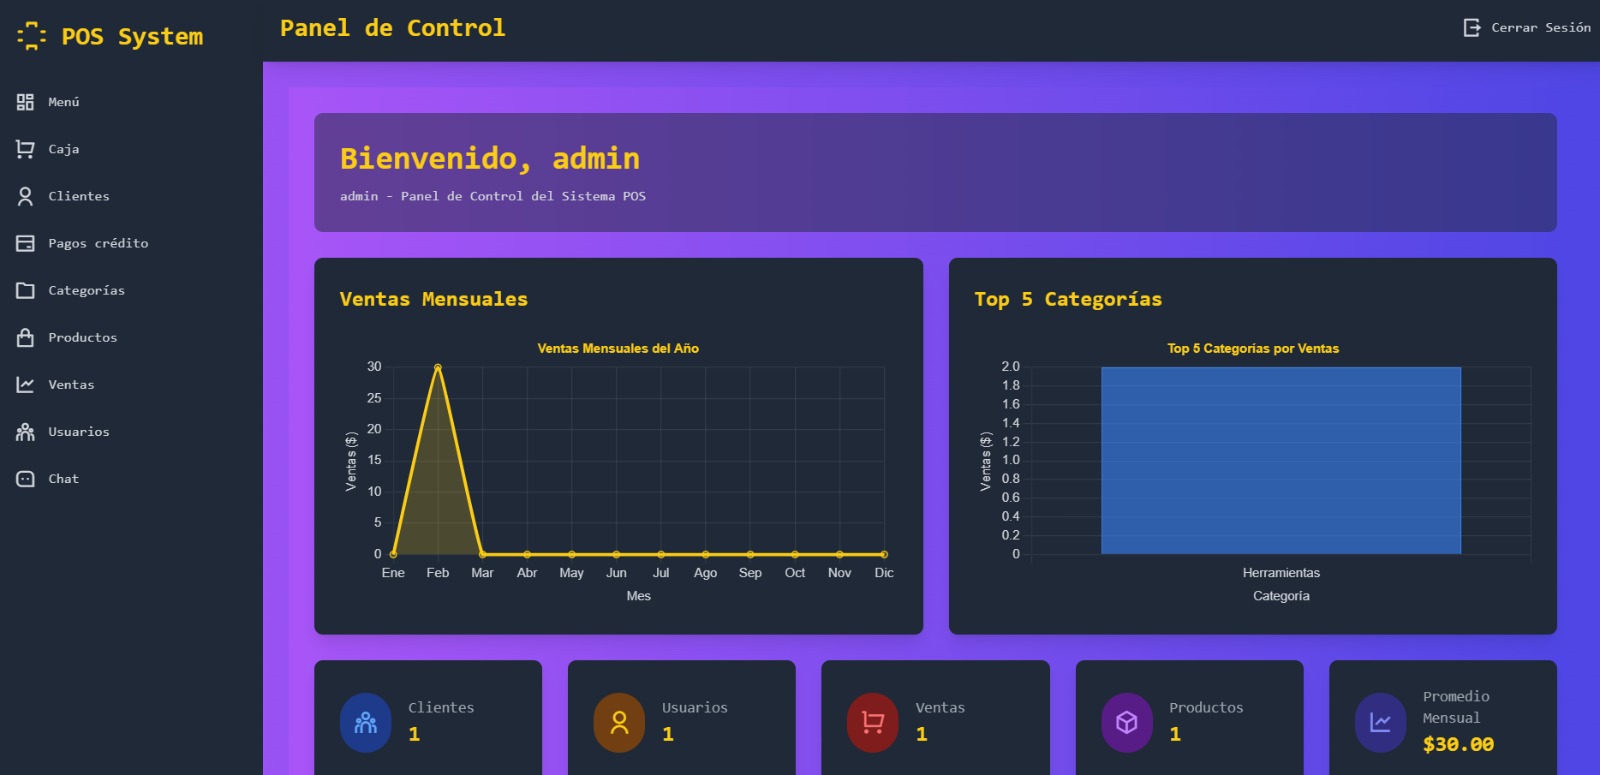 POS System
Menú
Caja
Clientes
Pagos crédito
Categorías
Productos
Ventas
Usuarios
Chat
Panel de Control
Cerrar Sesión
Bienvenido, admin
admin - Panel de Control del Sistema POS
Ventas Mensuales
Ventas Mensuales del Año
Ventas ($)
30
25
20
15
10
5
0
Ene Feb Mar Abr May Jun Jul Ago Sep Oct Nov Dic
Mes
Top 5 Categorías
Top 5 Categorías por Ventas
Ventas ($)
2.0
1.8
1.6
1.4
1.2
1.0
0.8
0.6
0.4
0.2
0
Herramientas
Categoría
Clientes
1
Usuarios
1
Ventas
1
Productos
1
Promedio
Mensual
$30.00